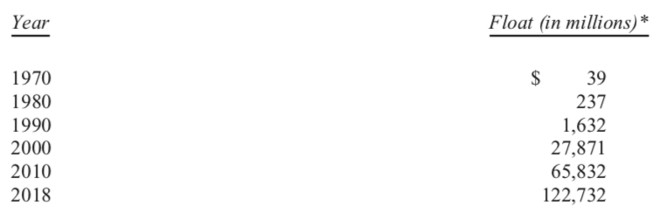 Year Float (in millions)*
1970 $ 39
1980 237
1990 1,632
2000 27,871
2010 65,832
2018 122,732